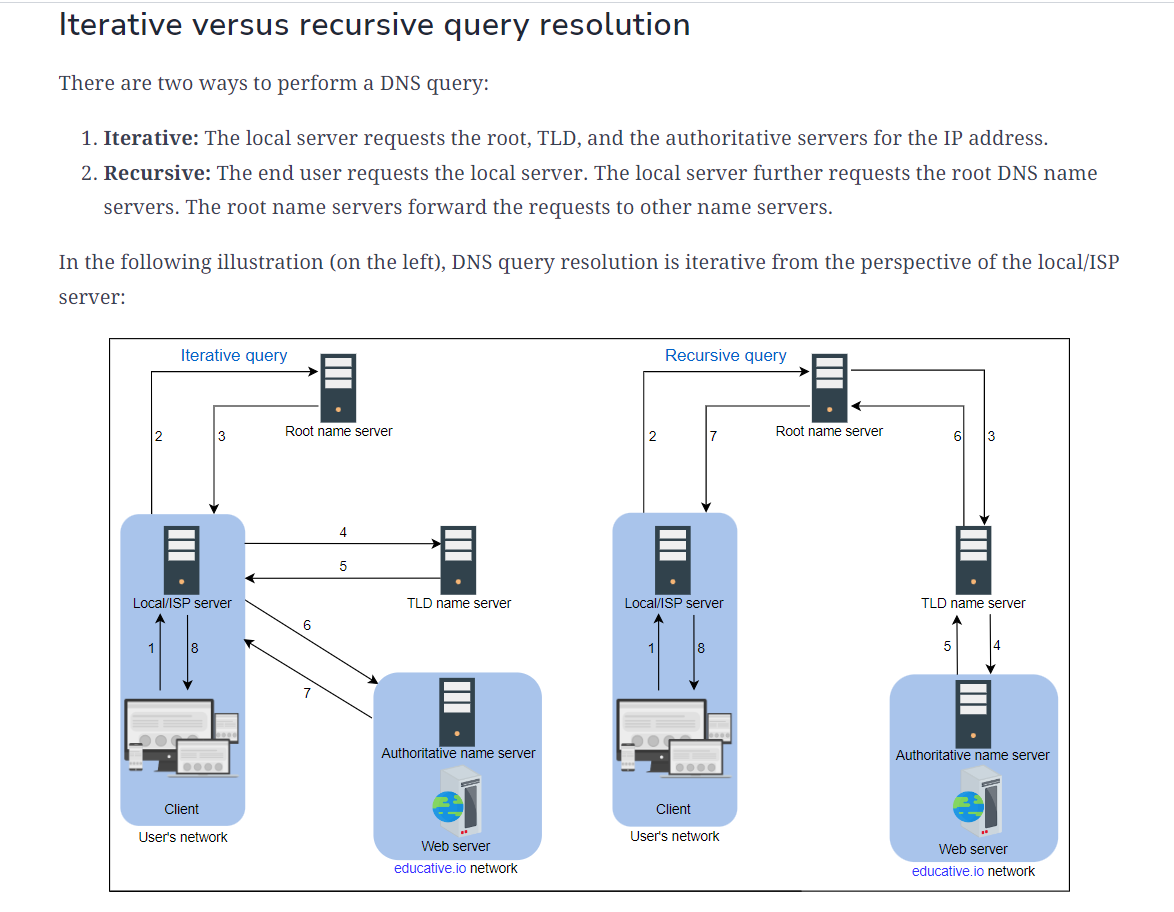 Iterative versus recursive query resolution
There are two ways to perform a DNS query:
1. Iterative: The local server requests the root, TLD, and the authoritative servers for the IP address.
2. Recursive: The end user requests the local server. The local server further requests the root DNS name
servers. The root name servers forward the requests to other name servers.
In the following illustration (on the left), DNS query resolution is iterative from the perspective of the local/ISP
server:
Iterative query
Root name server
2
3
4
5
Local/ISP server
TLD name server
6
1
8
7
Authoritative name server
Client
User's network
Web server
educative.io network
Recursive query
Root name server
2
7
6
3
Local/ISP server
TLD name server
1
8
5
4
Authoritative name server
Client
User's network
Web server
educative.io network